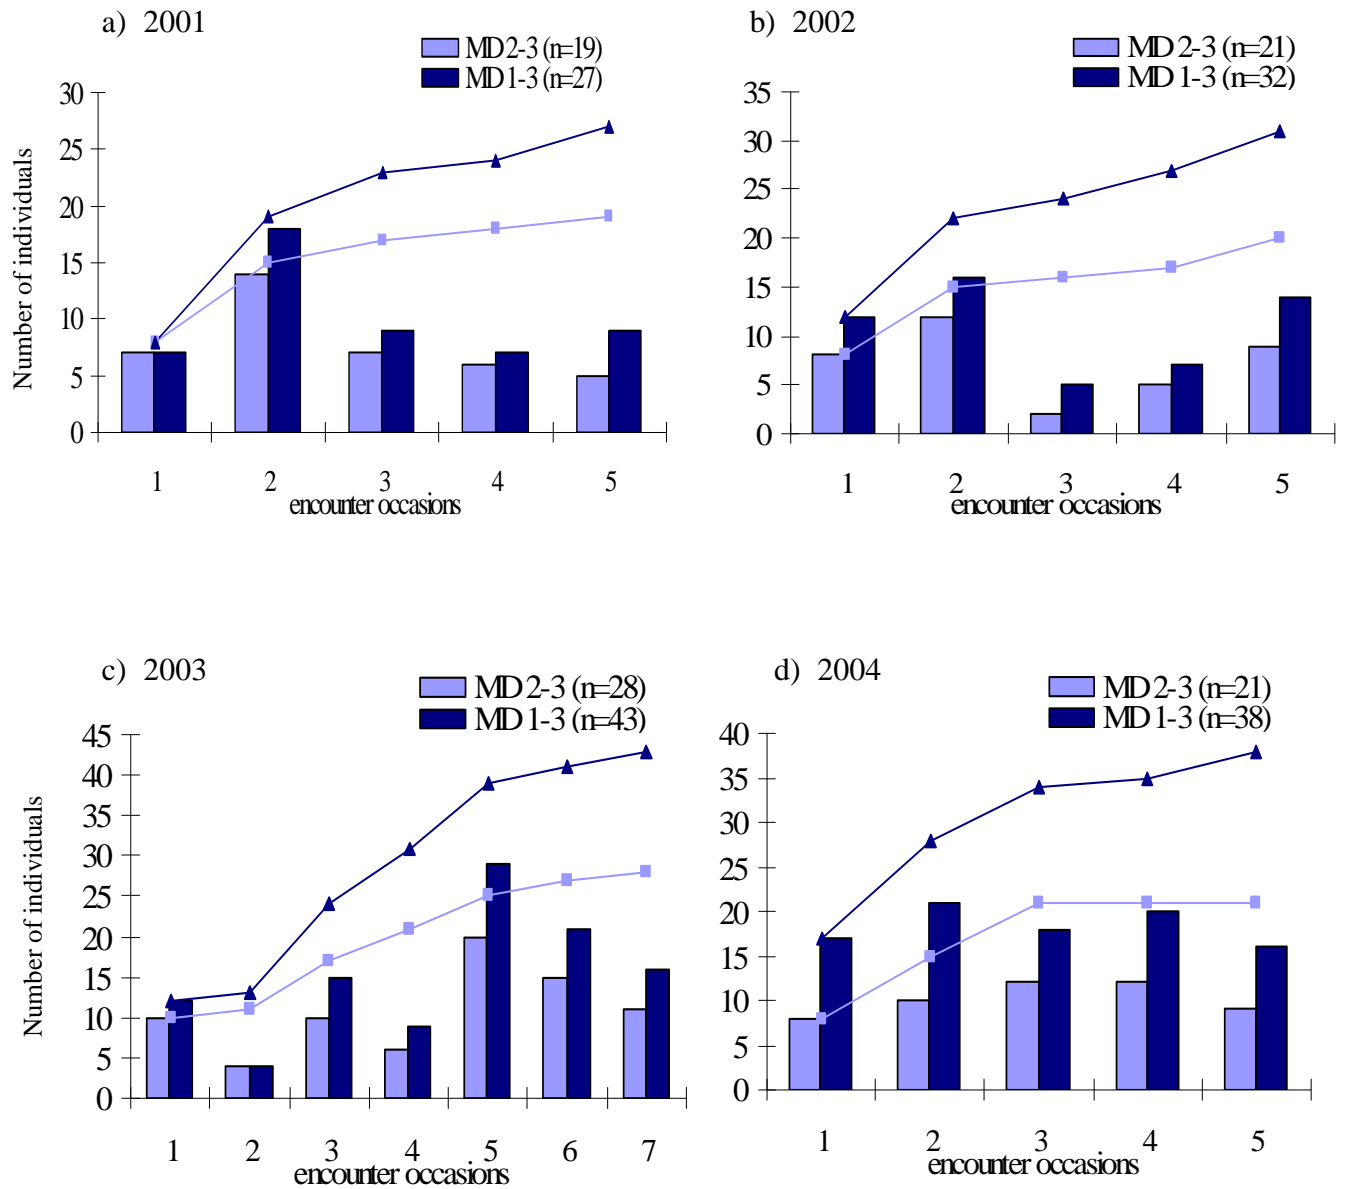 a) 2001
MD 2-3 (n=19)
MD 1-3 (n=27)
Number of individuals
30
25
20
15
10
5
0
1 2 3 4 5
encounter occasions
b) 2002
MD 2-3 (n=21)
MD 1-3 (n=32)
35
30
25
20
15
10
5
0
1 2 3 4 5
encounter occasions
c) 2003
MD 2-3 (n=28)
MD 1-3 (n=43)
Number of individuals
45
40
35
30
25
20
15
10
5
0
1 2 3 4 5 6 7
encounter occasions
d) 2004
MD 2-3 (n=21)
MD 1-3 (n=38)
40
35
30
25
20
15
10
5
0
1 2 3 4 5
encounter occasions